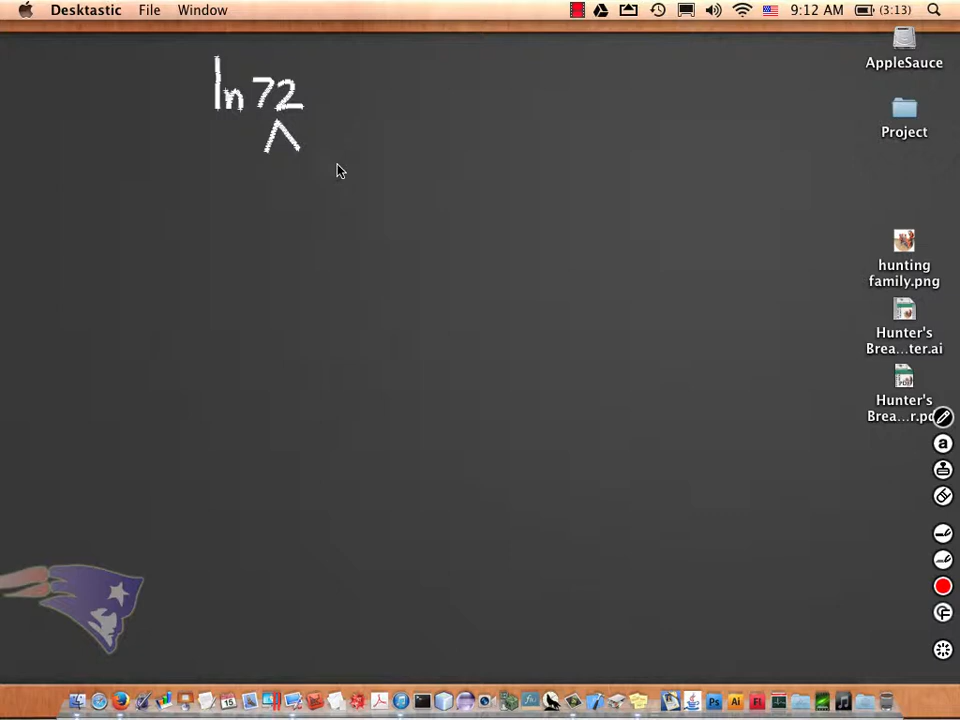 Desktastic File Window 9:12 AM (3:13)
ln 72
AppleSauce
Project
hunting
family.png
Hunter's
Brea...ter.ai
Hunter's
Brea...r.pd
a